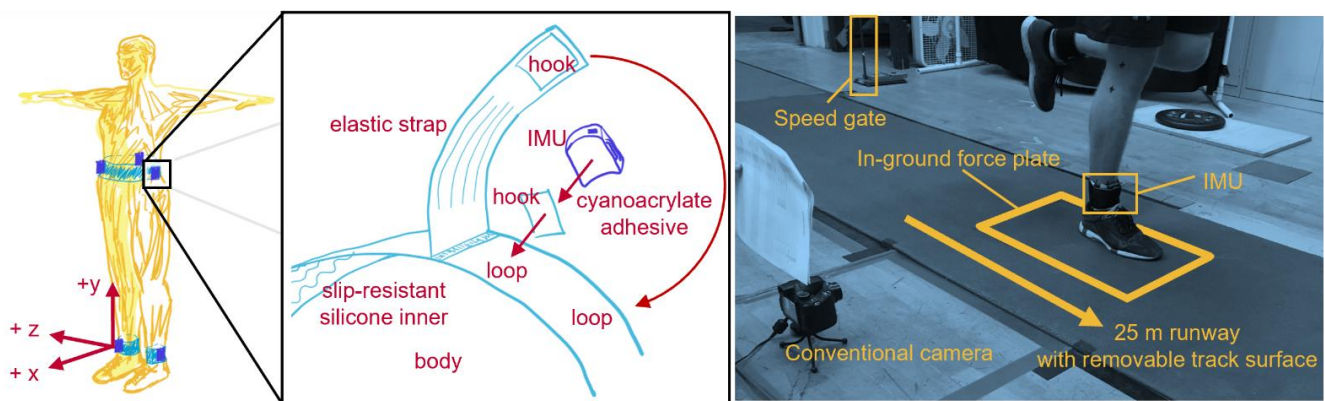 +y
+ z
+ x
hook
elastic strap
IMU
hook
cyanoacrylate
adhesive
loop
slip-resistant
silicone inner
loop
body
Speed gate
In-ground force plate
IMU
25 m runway
with removable track surface
Conventional camera